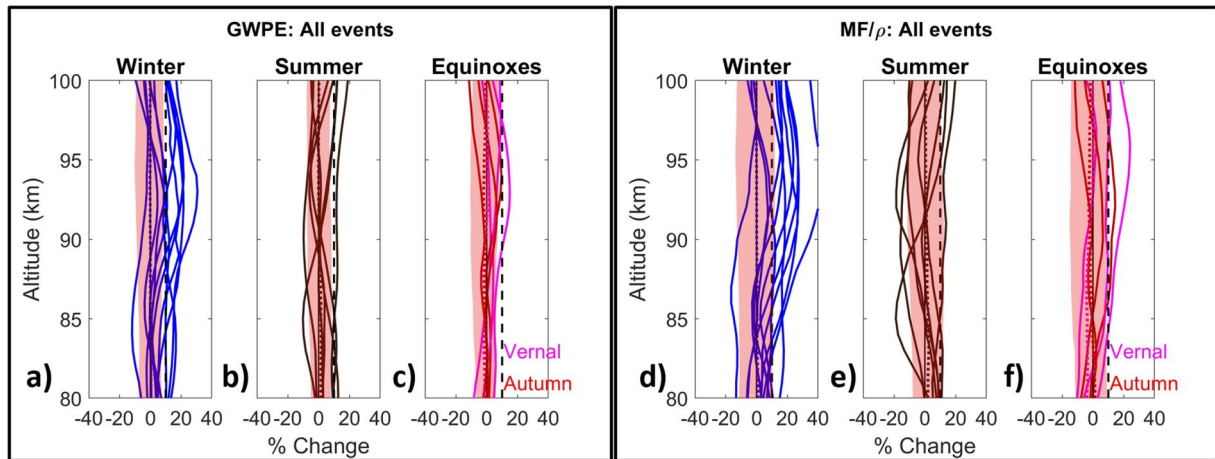 GWPE: All events
Winter
Summer
Equinoxes
100
95
90
85
80
Altitude (km)
a)
b)
c)
Vernal
Autumn
-40 -20 0 20 40
-40 -20 0 20 40
-40 -20 0 20 40
% Change
MF/ρ: All events
Winter
Summer
Equinoxes
100
95
90
85
80
Altitude (km)
d)
e)
f)
Vernal
Autumn
-40 -20 0 20 40
-40 -20 0 20 40
-40 -20 0 20 40
% Change